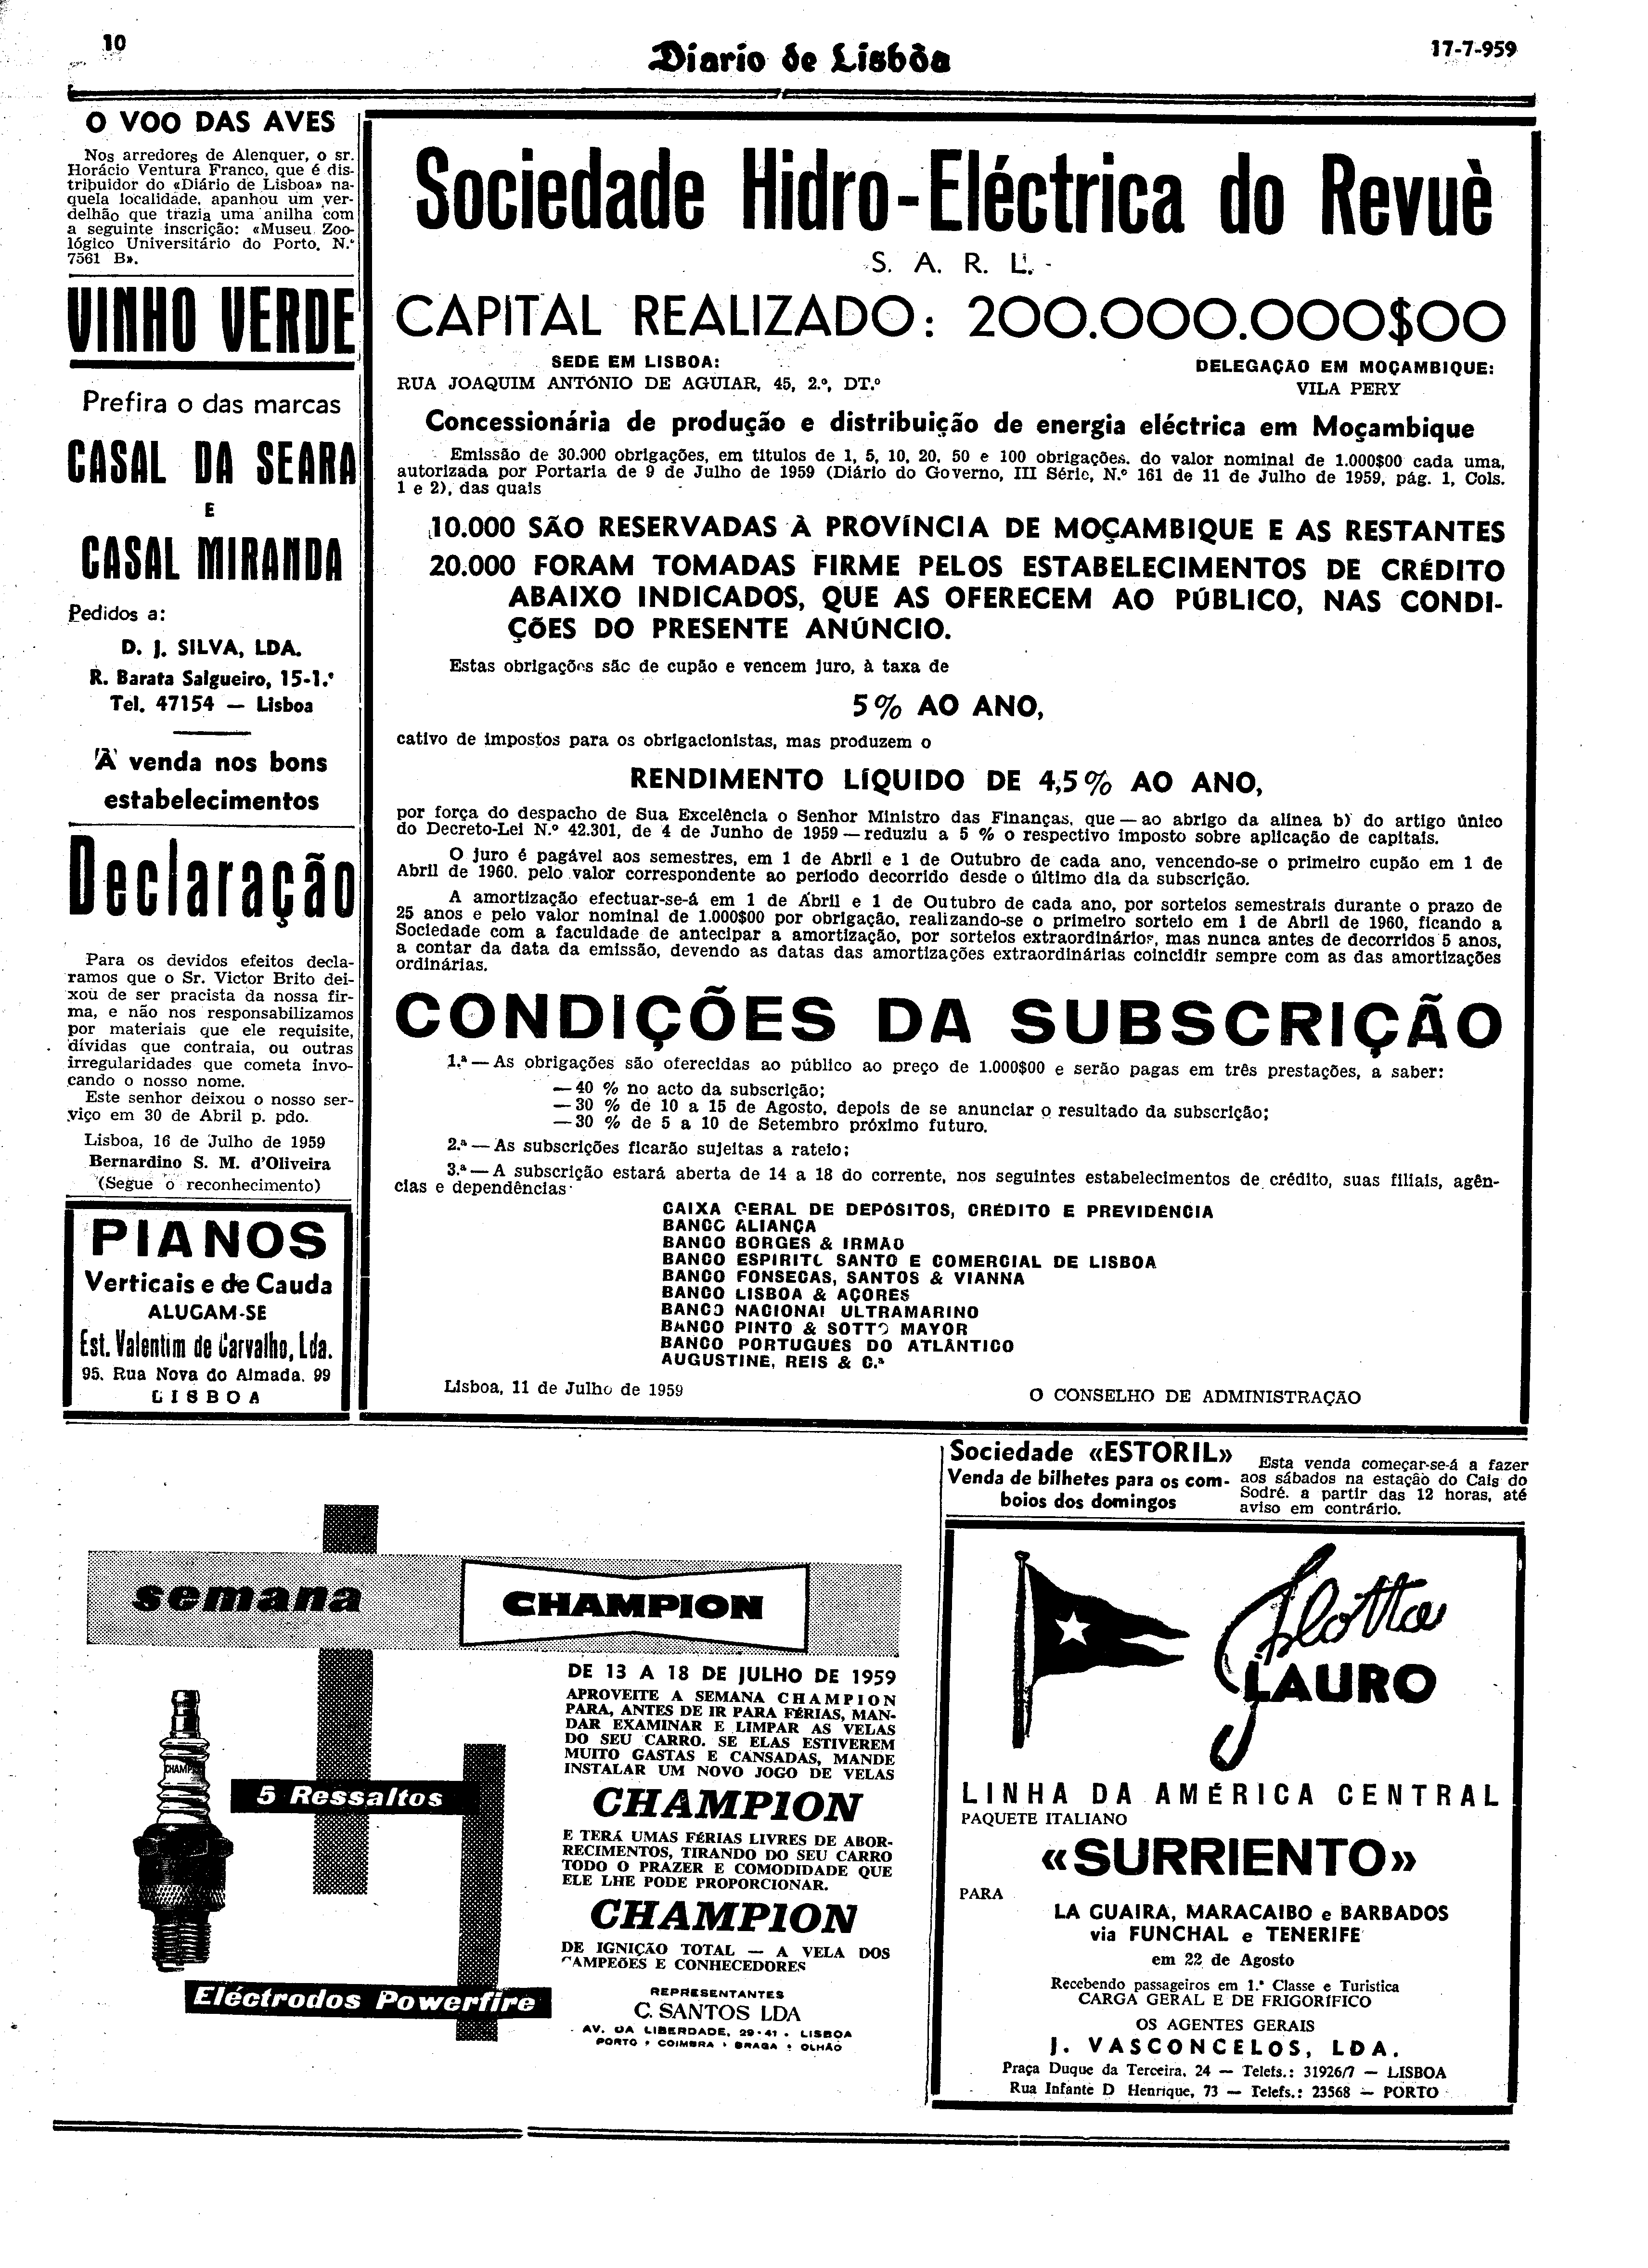 10
Diario de Lisbôa
17-7-959
O VOO DAS AVES
Nos arredores de Alenquer, o sr.
Horácio Ventura Franco, que é dis-
tribuidor do «Diário de Lisboa» na-
quela localidade, apanhou um ver-
delhão que trazia uma anilha com
a seguinte inscrição: «Museu Zoo-
lógico Universitário do Porto. N.º
7561 B».
VINHO VERDE
Prefira o das marcas
CASAL DA SEARA
E
CASAL MIRANDA
Pedidos a:
D. J. SILVA, LDA.
R. Barata Salgueiro, 15-1.º
Tel. 47154 — Lisboa
À venda nos bons
estabelecimentos
Declaração
Para os devidos efeitos decla-
ramos que o Sr. Victor Brito dei-
xou de ser pracista da nossa fir-
ma, e não nos responsabilizamos
por materiais que ele requisite,
dívidas que contraia, ou outras
irregularidades que cometa invo-
cando o nosso nome.
Este senhor deixou o nosso ser-
viço em 30 de Abril p. pdo.
Lisboa, 16 de Julho de 1959
Bernardino S. M. d'Oliveira
(Segue o reconhecimento)
PIANOS
Verticais e de Cauda
ALUGAM-SE
Est. Valentim de Carvalho, Lda.
95, Rua Nova do Almada, 99
LISBOA
Sociedade Hidro-Eléctrica do Revuè
S. A. R. L.
CAPITAL REALIZADO: 200.000.000$00
SEDE EM LISBOA:
RUA JOAQUIM ANTÓNIO DE AGUIAR, 45, 2.º, DT.º
DELEGAÇÃO EM MOÇAMBIQUE:
VILA PERY
Concessionária de produção e distribuição de energia eléctrica em Moçambique
Emissão de 30.000 obrigações, em títulos de 1, 5, 10, 20, 50 e 100 obrigações, do valor nominal de 1.000$00 cada uma,
autorizada por Portaria de 9 de Julho de 1959 (Diário do Governo, III Série, N.º 161 de 11 de Julho de 1959, pág. 1, Cols.
1 e 2), das quais
10.000 SÃO RESERVADAS À PROVÍNCIA DE MOÇAMBIQUE E AS RESTANTES
20.000 FORAM TOMADAS FIRME PELOS ESTABELECIMENTOS DE CRÉDITO
ABAIXO INDICADOS, QUE AS OFERECEM AO PÚBLICO, NAS CONDI-
ÇÕES DO PRESENTE ANÚNCIO.
Estas obrigações são de cupão e vencem juro, à taxa de
5% AO ANO,
cativo de impostos para os obrigacionistas, mas produzem o
RENDIMENTO LÍQUIDO DE 4,5% AO ANO,
por força do despacho de Sua Excelência o Senhor Ministro das Finanças, que — ao abrigo da alínea b) do artigo único
do Decreto-Lei N.º 42.301, de 4 de Junho de 1959 — reduziu a 5 % o respectivo imposto sobre aplicação de capitais.
O juro é pagável aos semestres, em 1 de Abril e 1 de Outubro de cada ano, vencendo-se o primeiro cupão em 1 de
Abril de 1960, pelo valor correspondente ao período decorrido desde o último dia da subscrição.
A amortização efectuar-se-á em 1 de Abril e 1 de Outubro de cada ano, por sorteios semestrais durante o prazo de
25 anos e pelo valor nominal de 1.000$00 por obrigação, realizando-se o primeiro sorteio em 1 de Abril de 1960, ficando a
Sociedade com a faculdade de antecipar a amortização, por sorteios extraordinários, mas nunca antes de decorridos 5 anos,
a contar da data da emissão, devendo as datas das amortizações extraordinárias coincidir sempre com as das amortizações
ordinárias.
CONDIÇÕES DA SUBSCRIÇÃO
1.ª — As obrigações são oferecidas ao público ao preço de 1.000$00 e serão pagas em três prestações, a saber:
— 40 % no acto da subscrição;
— 30 % de 10 a 15 de Agosto, depois de se anunciar o resultado da subscrição;
— 30 % de 5 a 10 de Setembro próximo futuro.
2.ª — As subscrições ficarão sujeitas a rateio;
3.ª — A subscrição estará aberta de 14 a 18 do corrente, nos seguintes estabelecimentos de crédito, suas filiais, agên-
cias e dependências
CAIXA GERAL DE DEPÓSITOS, CRÉDITO E PREVIDÊNCIA
BANCO ALIANÇA
BANCO BORGES & IRMÃO
BANCO ESPIRITO SANTO E COMERCIAL DE LISBOA
BANCO FONSECAS, SANTOS & VIANNA
BANCO LISBOA & AÇORES
BANCO NACIONAL ULTRAMARINO
BANCO PINTO & SOTTO MAYOR
BANCO PORTUGUÊS DO ATLÂNTICO
AUGUSTINE, REIS & C.ª
Lisboa, 11 de Julho de 1959
O CONSELHO DE ADMINISTRAÇÃO
semana
CHAMPION
DE 13 A 18 DE JULHO DE 1959
APROVEITE A SEMANA CHAMPION
PARA, ANTES DE IR PARA FÉRIAS, MAN-
DAR EXAMINAR E LIMPAR AS VELAS
DO SEU CARRO. SE ELAS ESTIVEREM
MUITO GASTAS E CANSADAS, MANDE
INSTALAR UM NOVO JOGO DE VELAS
CHAMPION
E TERÁ UMAS FÉRIAS LIVRES DE ABOR-
RECIMENTOS, TIRANDO DO SEU CARRO
TODO O PRAZER E COMODIDADE QUE
ELE LHE PODE PROPORCIONAR.
CHAMPION
DE IGNIÇÃO TOTAL — A VELA DOS
CAMPEÕES E CONHECEDORES
REPRESENTANTES
C. SANTOS LDA
AV. DA LIBERDADE, 29-41 . LISBOA
PORTO . COIMBRA . BRAGA . OLHÃO
CHAMP
5 Ressaltos
Eléctrodos Powerfire
Sociedade «ESTORIL»
Venda de bilhetes para os com-
boios dos domingos
Esta venda começar-se-á a fazer
aos sábados na estação do Cais do
Sodré, a partir das 12 horas, até
aviso em contrário.
Flotta
LAURO
LINHA DA AMÉRICA CENTRAL
PAQUETE ITALIANO
«SURRIENTO»
PARA
LA GUAIRA, MARACAIBO e BARBADOS
via FUNCHAL e TENERIFE
em 22 de Agosto
Recebendo passageiros em 1.ª Classe e Turistica
CARGA GERAL E DE FRIGORÍFICO
OS AGENTES GERAIS
J. VASCONCELOS, LDA.
Praça Duque da Terceira, 24 — Telefs.: 31926/7 — LISBOA
Rua Infante D Henrique, 73 — Telefs.: 23568 — PORTO